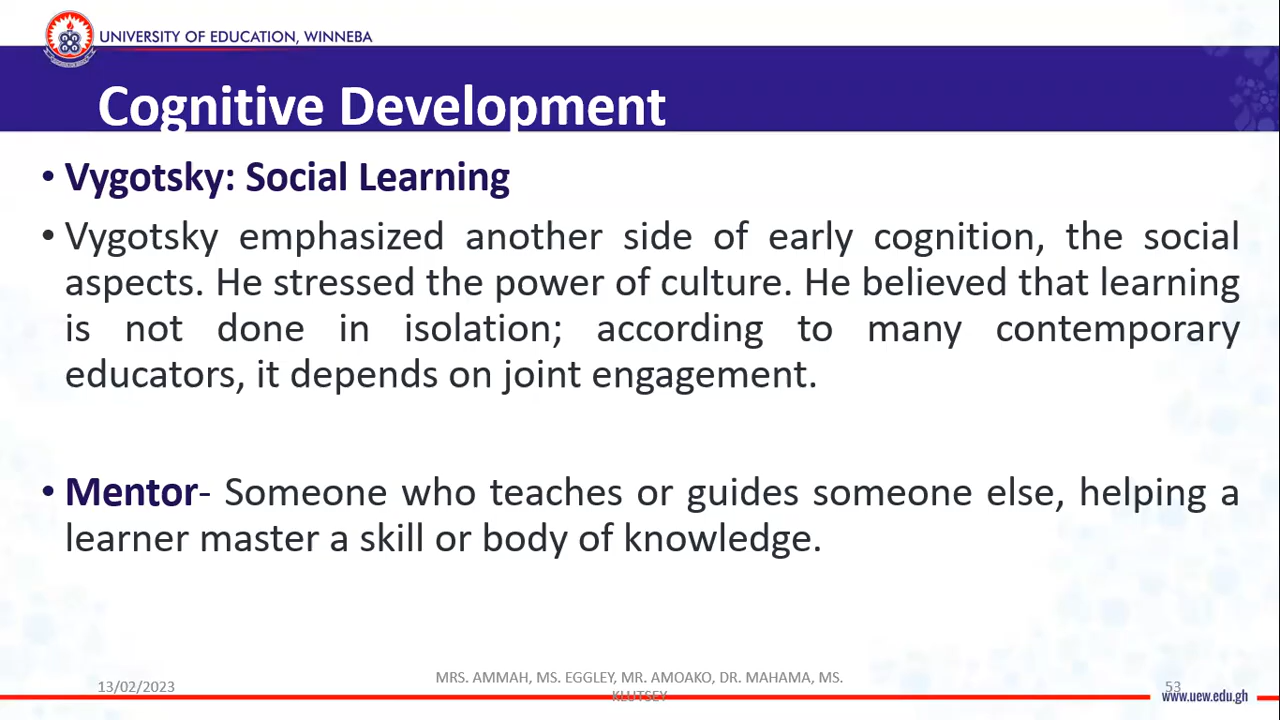 UNIVERSITY OF EDUCATION, WINNEBA
Cognitive Development
• Vygotsky: Social Learning
• Vygotsky emphasized another side of early cognition, the social
aspects. He stressed the power of culture. He believed that learning
is not done in isolation; according to many contemporary
educators, it depends on joint engagement.
• Mentor- Someone who teaches or guides someone else, helping a
learner master a skill or body of knowledge.
13/02/2023
MRS. AMMAH, MS. EGGLEY, MR. AMOAKO, DR. MAHAMA, MS.
KLUTSEY
53
www.uew.edu.gh